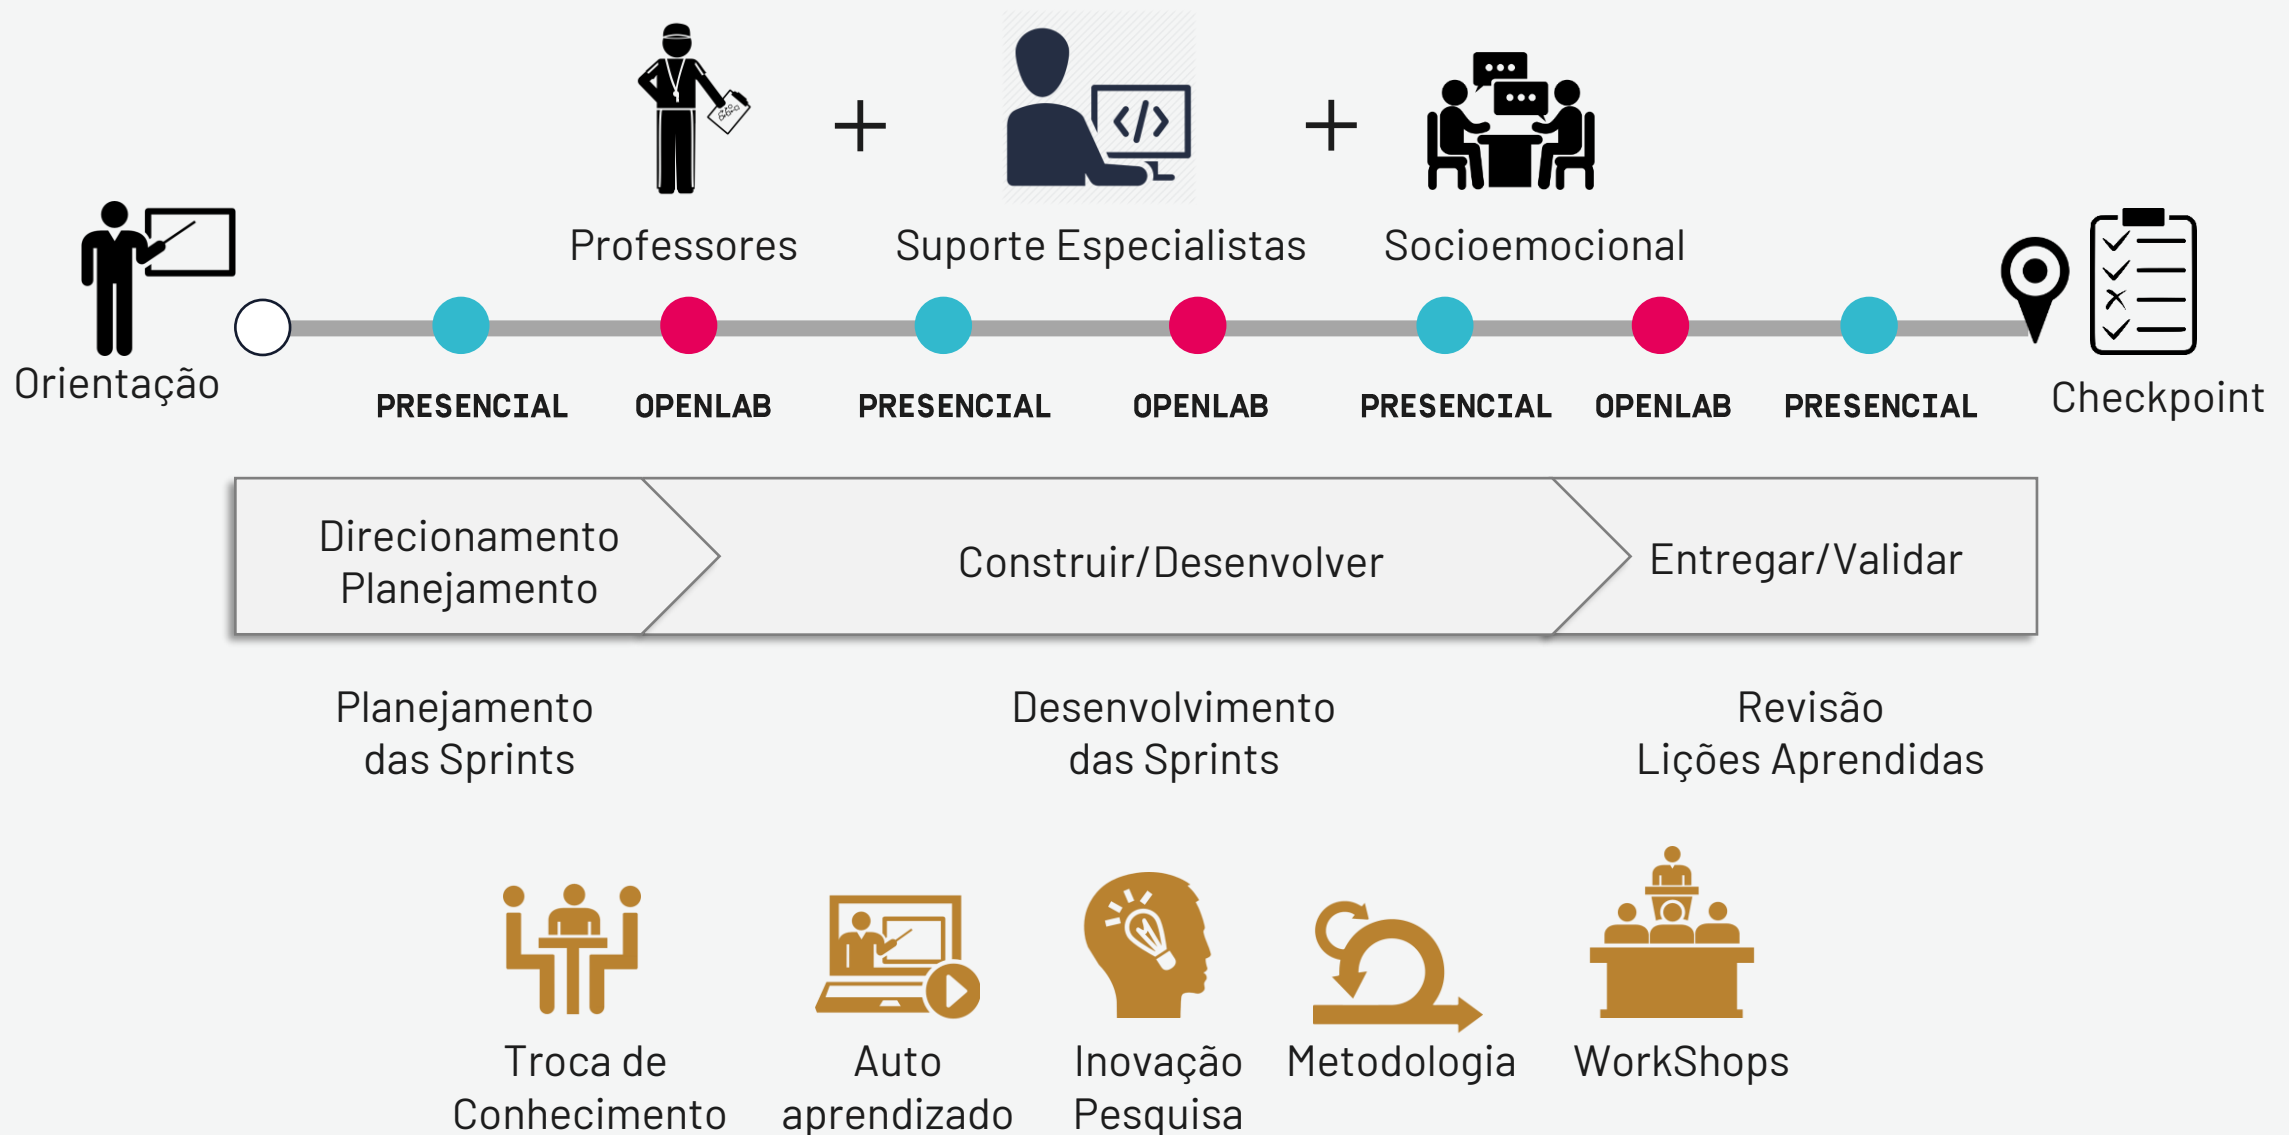 Professores
Suporte Especialistas
Socioemocional
Orientação
Checkpoint
PRESENCIAL
OPENLAB
PRESENCIAL
OPENLAB
PRESENCIAL
OPENLAB
PRESENCIAL
Direcionamento
Planejamento
Construir/Desenvolver
Entregar/Validar
Planejamento
das Sprints
Desenvolvimento
das Sprints
Revisão
Lições Aprendidas
Troca de
Conhecimento
Auto
aprendizado
Inovação
Pesquisa
Metodologia
WorkShops